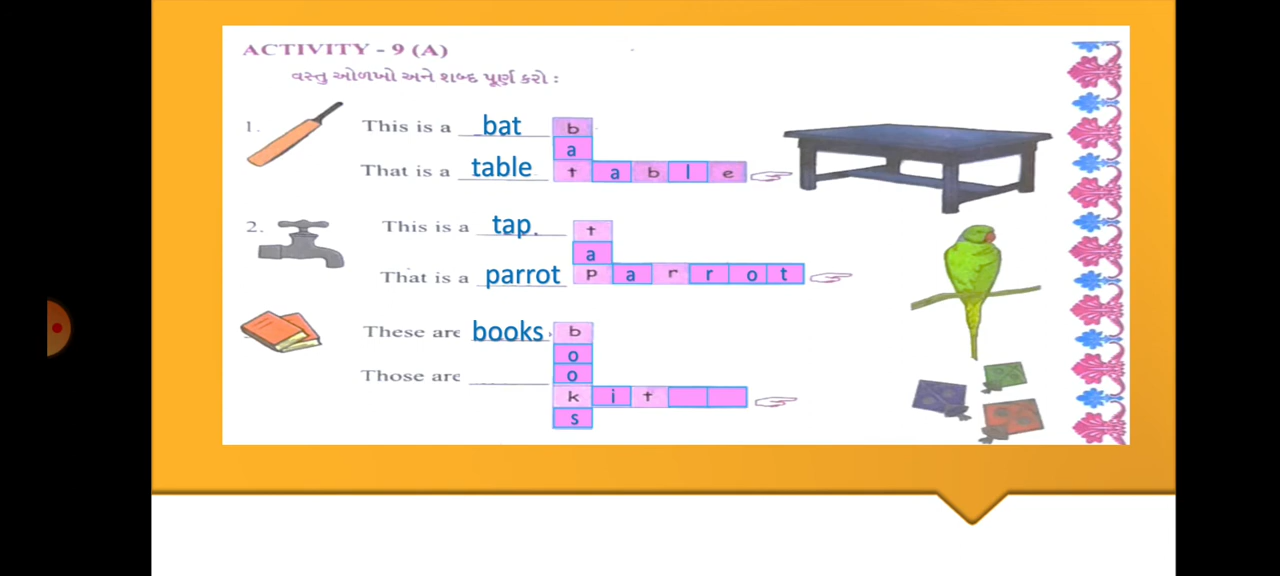 ACTIVITY - 9 (A)
વસ્તુ ઓળખો અને શબ્દ પૂર્ણ કરો :
1. This is a bat b
a
That is a table t a b l e
2. This is a tap. t
a
That is a parrot p a r r o t
These are books b
o
Those are ____ o
k i t
s